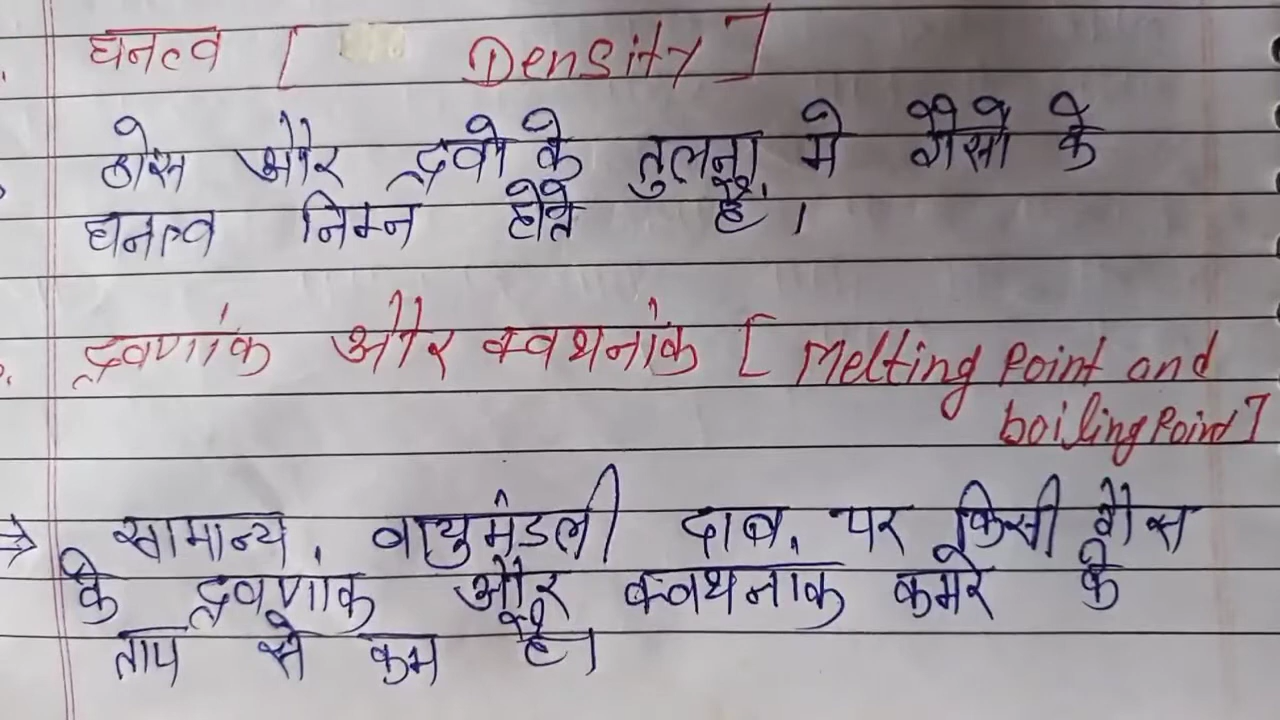 घनत्व [ Density ]
ठोस और द्रवो के तुलना मे गैसो के
घनत्व निम्न होते है।
द्रवणांक और क्वथनांक [ Melting Point and
boiling Point ]
⇒ सामान्य वायुमंडली दाब पर किसी गैस
के द्रवणांक और क्वथनाक कमरे के
ताप से कम है।